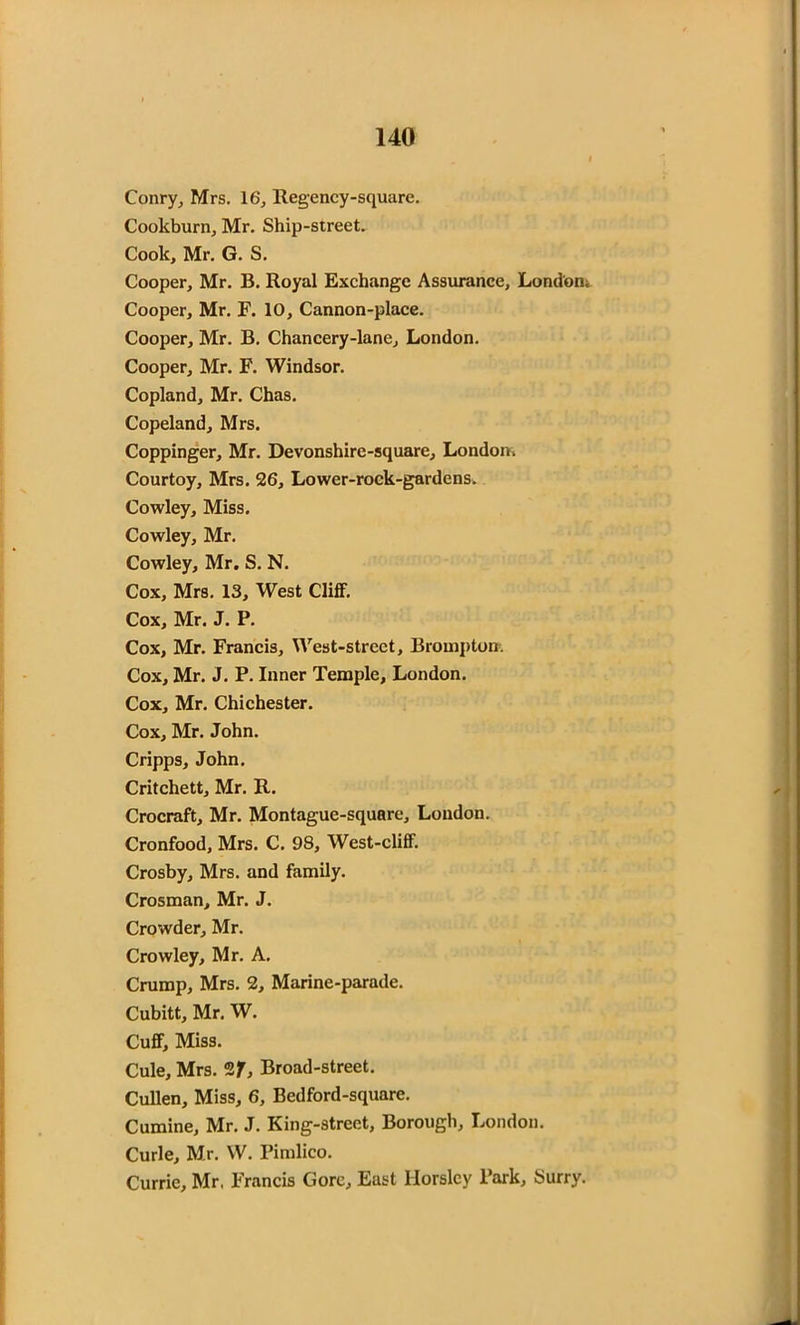 140
Conry, Mrs. 16, Regency-square.
Cookburn, Mr. Ship-street.
Cook, Mr. G. S.
Cooper, Mr. B. Royal Exchange Assurance, London.
Cooper, Mr. F. 10, Cannon-place.
Cooper, Mr. B. Chancery-lane, London.
Cooper, Mr. F. Windsor.
Copland, Mr. Chas.
Copeland, Mrs.
Coppinger, Mr. Devonshire-square, London.
Courtoy, Mrs. 26, Lower-rock-gardens.
Cowley, Miss.
Cowley, Mr.
Cowley, Mr. S. N.
Cox, Mrs. 13, West Cliff.
Cox, Mr. J. P.
Cox, Mr. Francis, West-street, Brompton.
Cox, Mr. J. P. Inner Temple, London.
Cox, Mr. Chichester.
Cox, Mr. John.
Cripps, John.
Critchett, Mr. R.
Crocraft, Mr. Montague-square, London.
Cronfood, Mrs. C. 98, West-cliff.
Crosby, Mrs. and family.
Crosman, Mr. J.
Crowder, Mr.
Crowley, Mr. A.
Crump, Mrs. 2, Marine-parade.
Cubitt, Mr. W.
Cuff, Miss.
Cule, Mrs. 27, Broad-street.
Cullen, Miss, 6, Bedford-square.
Cumine, Mr. J. King-street, Borough, London.
Curle, Mr. W. Pimlico.
Currie, Mr. Francis Gore, East Horsley Park, Surry.